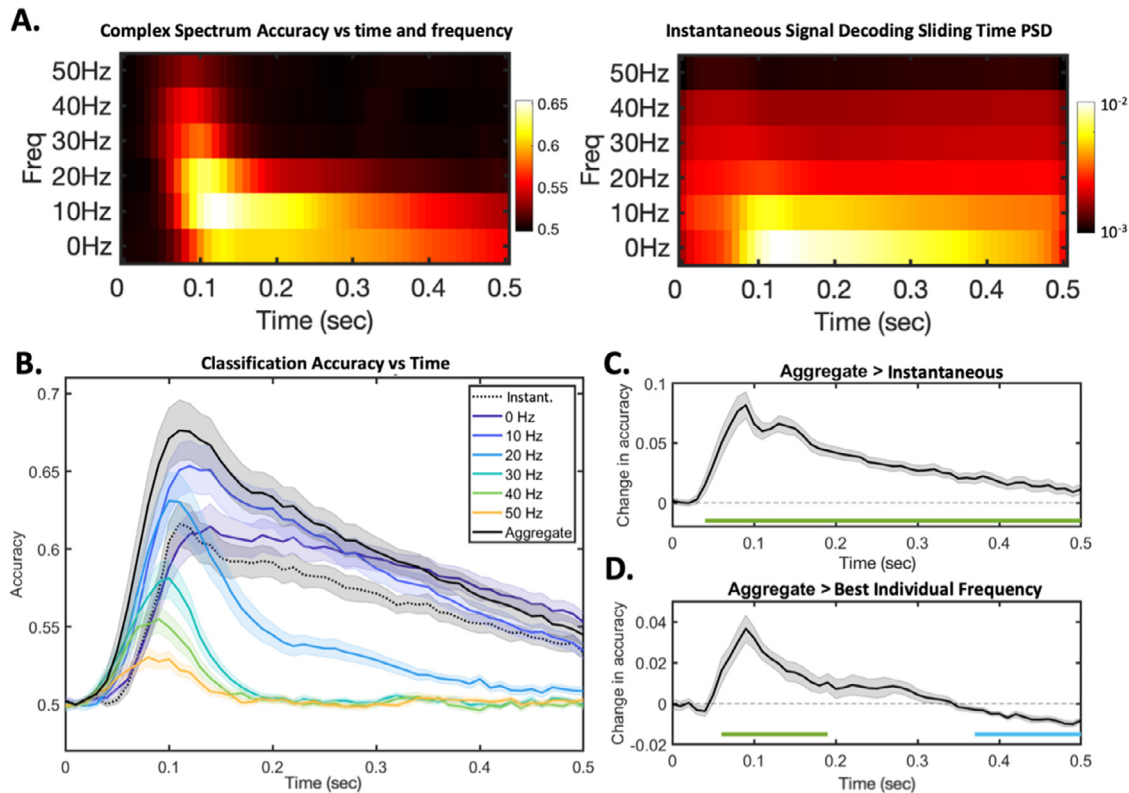 A.
Complex Spectrum Accuracy vs time and frequency
Freq
50Hz
40Hz
30Hz
20Hz
10Hz
0Hz
0 0.1 0.2 0.3 0.4 0.5
Time (sec)
0.65
0.6
0.55
0.5
Instantaneous Signal Decoding Sliding Time PSD
Freq
50Hz
40Hz
30Hz
20Hz
10Hz
0Hz
0 0.1 0.2 0.3 0.4 0.5
Time (sec)
10-2
10-3
B.
Classification Accuracy vs Time
Accuracy
0.7
0.65
0.6
0.55
0.5
0 0.1 0.2 0.3 0.4 0.5
Time (sec)
Instant.
0 Hz
10 Hz
20 Hz
30 Hz
40 Hz
50 Hz
Aggregate
C.
Aggregate > Instantaneous
Change in accuracy
0.1
0.05
0
0 0.1 0.2 0.3 0.4 0.5
Time (sec)
D.
Aggregate > Best Individual Frequency
Change in accuracy
0.04
0.02
0
-0.02
0 0.1 0.2 0.3 0.4 0.5
Time (sec)